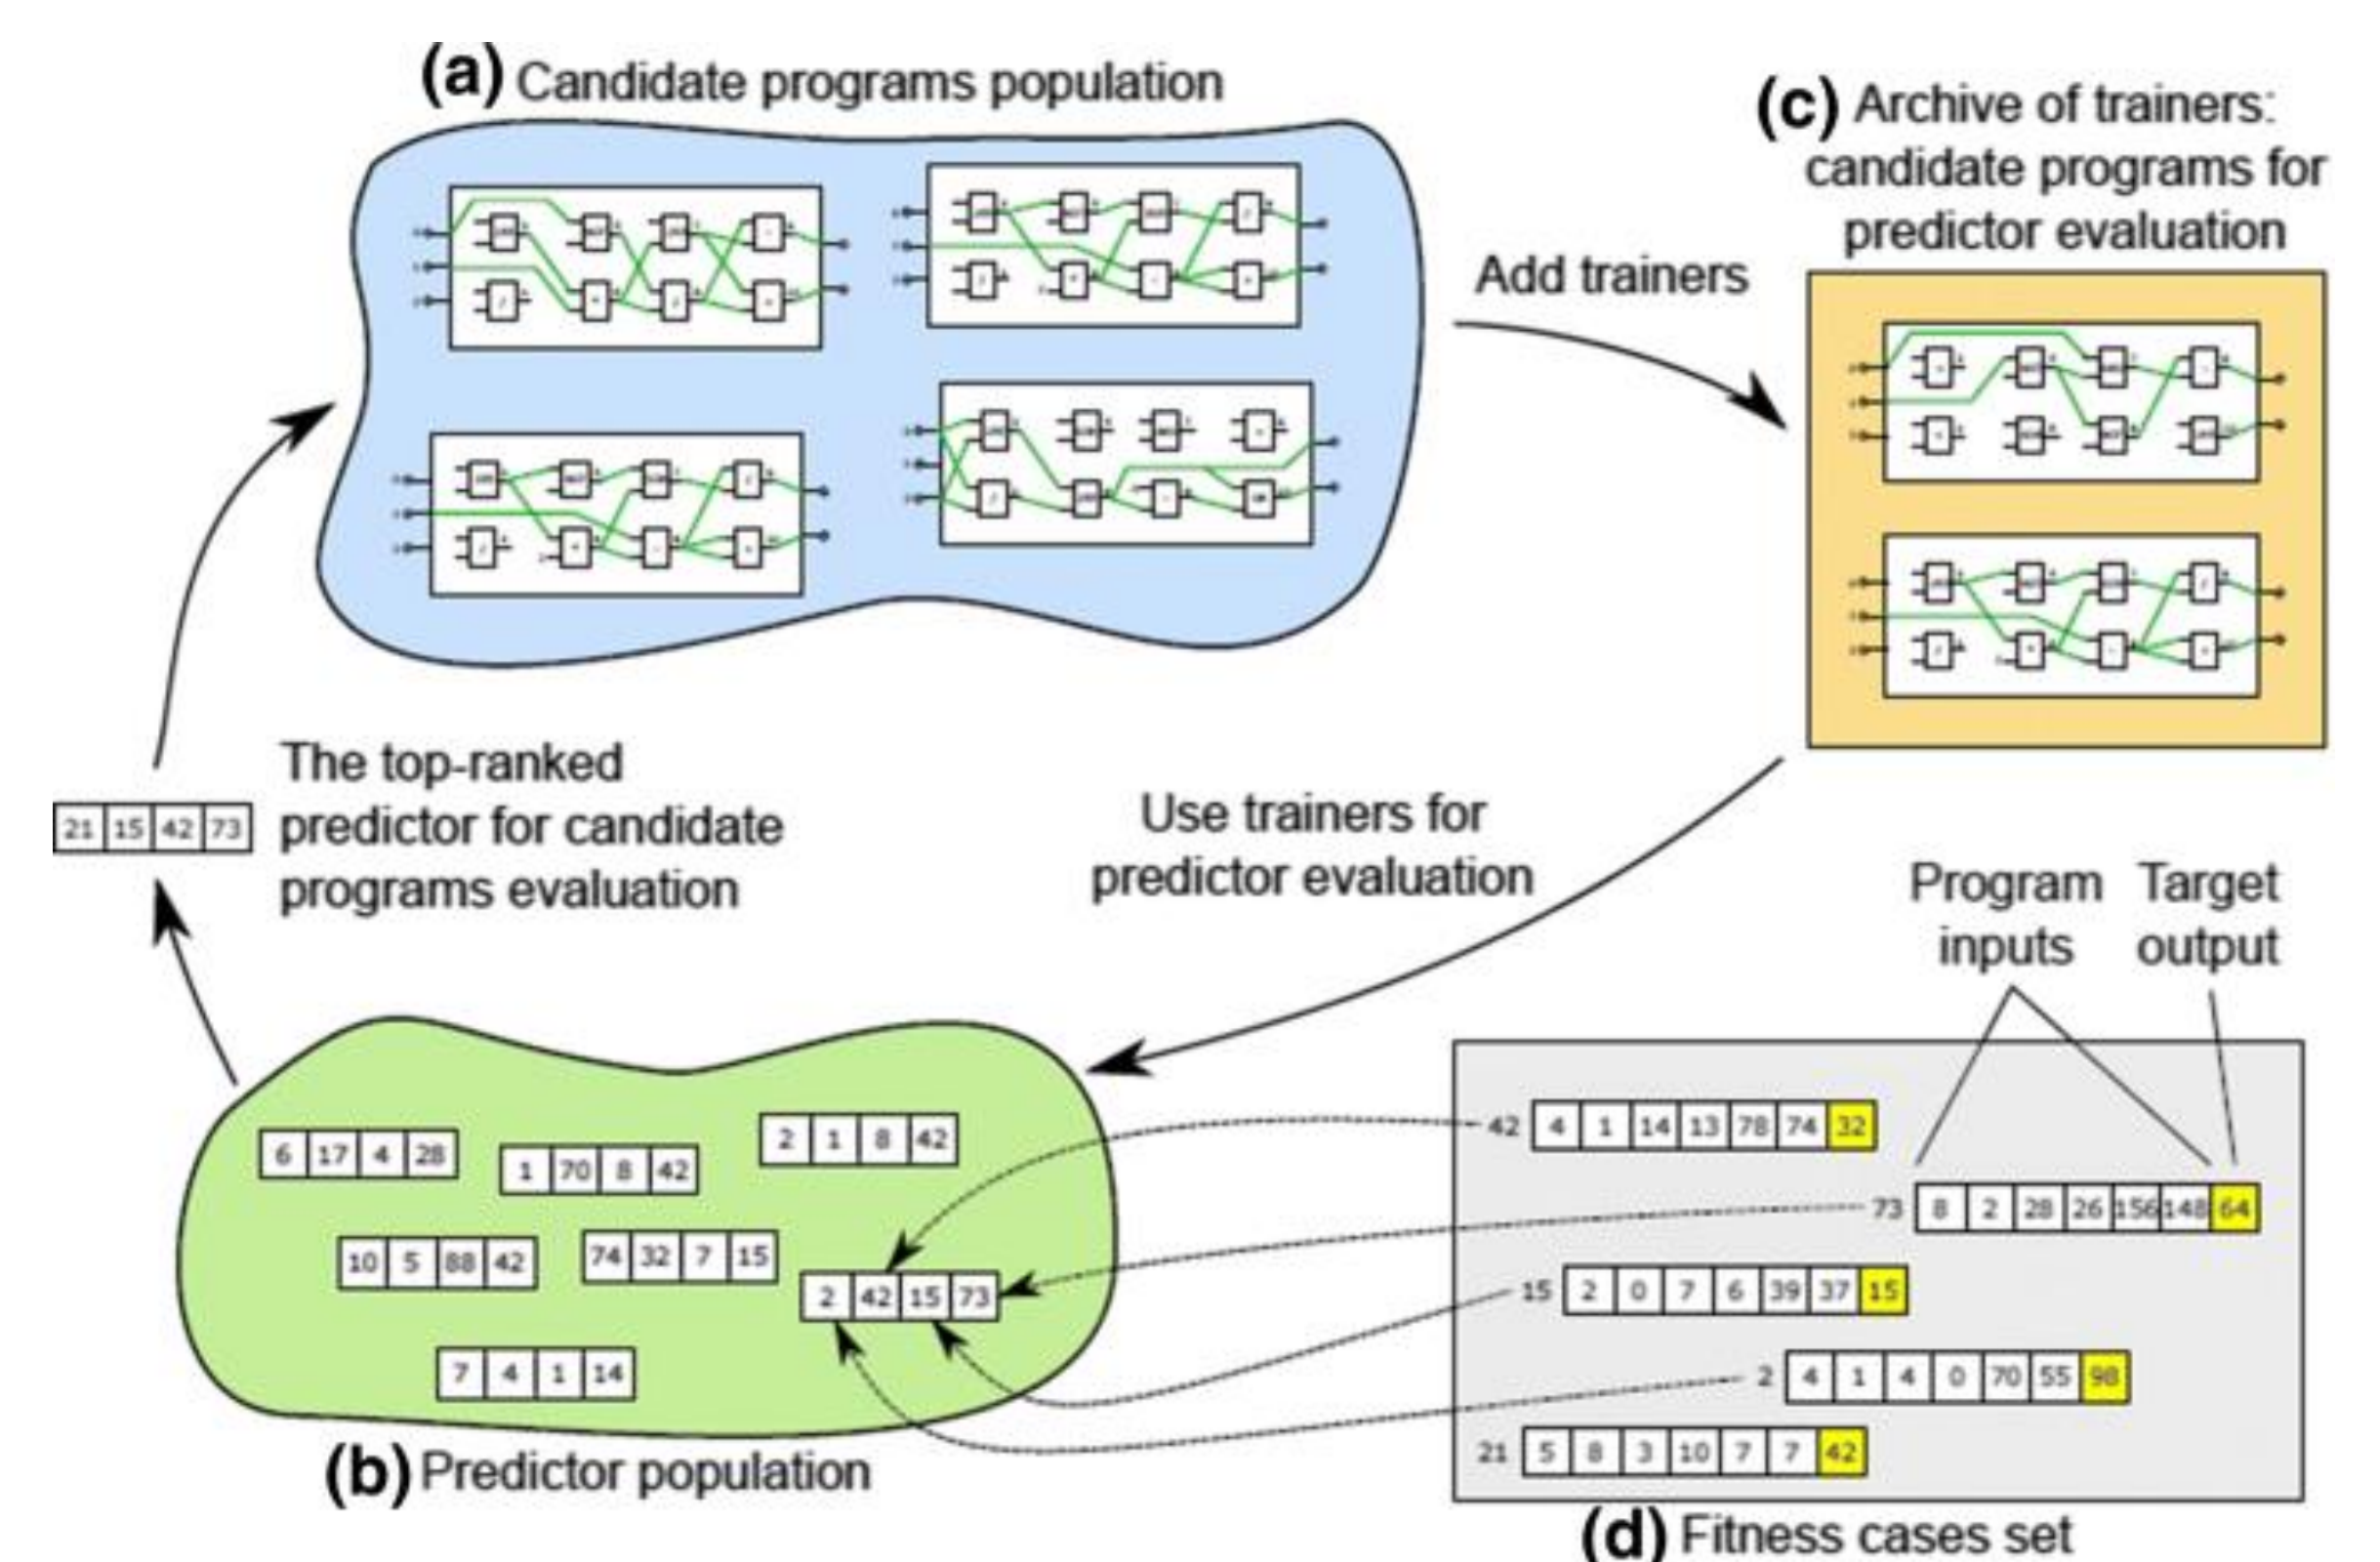 (a) Candidate programs population
(c) Archive of trainers:
candidate programs for
predictor evaluation
Add trainers
The top-ranked
predictor for candidate
programs evaluation
21 15 42 73
Use trainers for
predictor evaluation
Program inputs
Target output
6 17 4 28
1 70 8 42
2 1 8 42
10 5 88 42
74 32 7 15
2 42 15 73
7 4 1 14
(b) Predictor population
42 4 1 14 13 78 74 32
73 8 2 28 26 156 148 64
15 2 0 7 6 39 37 15
2 4 1 4 0 70 55 98
21 5 8 3 10 7 7 42
(d) Fitness cases set